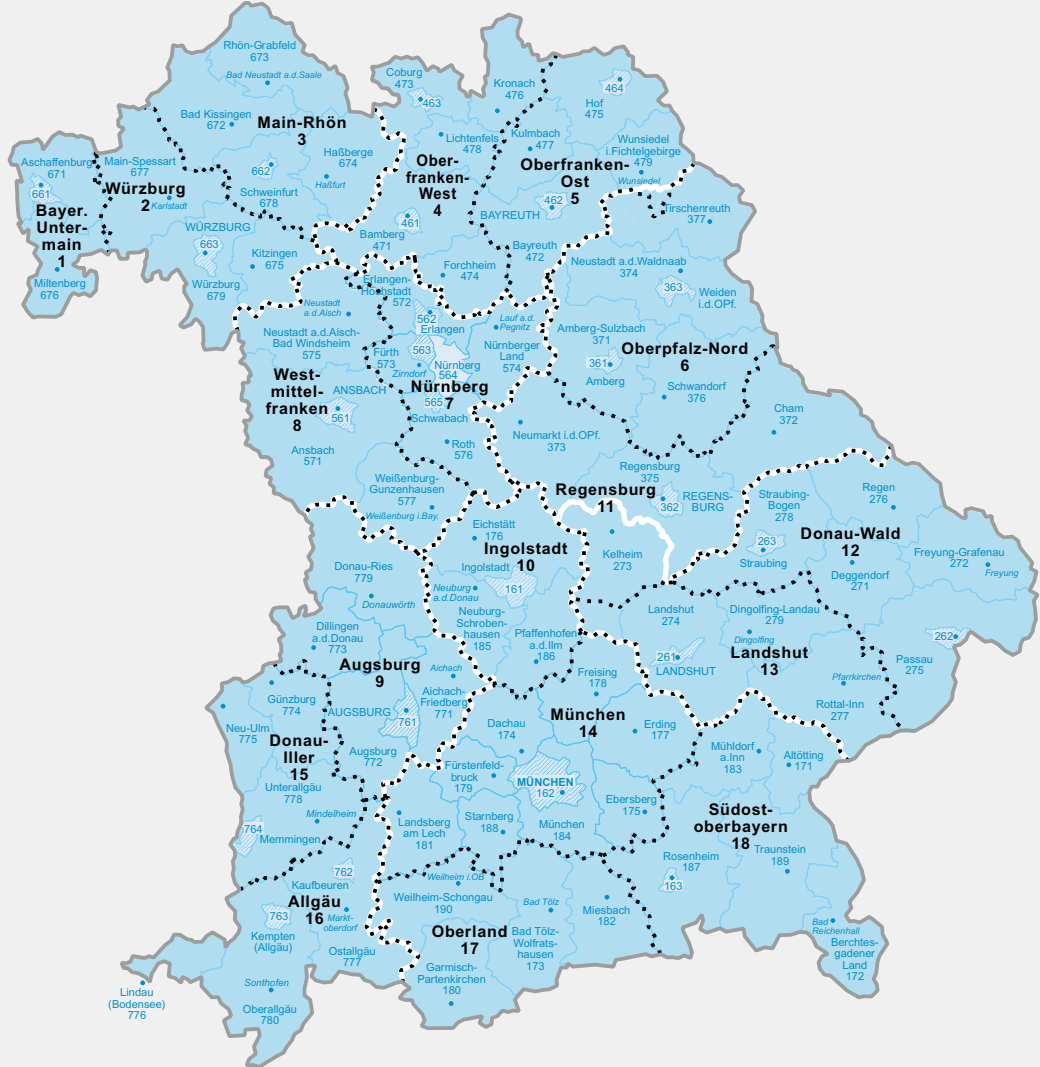 Rhön-Grabfeld
673
Bad Neustadt a.d.Saale
Coburg
473
463
Kronach
476
464
Hof
475
Bad Kissingen
672
Main-Rhön
3
Lichtenfels
478
Kulmbach
477
Wunsiedel
i.Fichtelgebirge
479
Wunsiedel
Aschaffenburg
671
661
Main-Spessart
677
Haßberge
674
Haßfurt
662
Schweinfurt
678
Ober-
franken-
West
4
Oberfranken-
Ost
5
462
BAYREUTH
Würzburg
2
Karlstadt
Bayer.
Unter-
main
1
Miltenberg
676
WÜRZBURG
663
Würzburg
679
Kitzingen
675
461
Bamberg
471
Bayreuth
472
Tirschenreuth
377
Forchheim
474
Neustadt a.d.Waldnaab
374
363
Weiden
i.d.OPf.
Erlangen-
Höchstadt
572
Neustadt
a.d.Aisch
562
Erlangen
Lauf a.d.
Pegnitz
Neustadt a.d.Aisch-
Bad Windsheim
575
Fürth
573
563
Zirndorf
Nürnberg
564
Nürnberger
Land
574
Amberg-Sulzbach
371
361
Amberg
Oberpfalz-Nord
6
West-
mittel-
franken
8
ANSBACH
561
Nürnberg
7
565
Schwabach
Schwandorf
376
Cham
372
Ansbach
571
Roth
576
Neumarkt i.d.OPf.
373
Weißenburg-
Gunzenhausen
577
Weißenburg i.Bay.
Regensburg
375
Regensburg
11
362
REGENS-
BURG
Straubing-
Bogen
278
Regen
276
Eichstätt
176
Ingolstadt
10
Ingolstadt
161
Kelheim
273
263
Straubing
Donau-Wald
12
Deggendorf
271
Freyung-Grafenau
272
Freyung
Donau-Ries
779
Donauwörth
Neuburg
a.d.Donau
Neuburg-
Schroben-
hausen
185
Pfaffenhofen
a.d.Ilm
186
Landshut
274
Dingolfing-Landau
279
Dingolfing
Dillingen
a.d.Donau
773
261
LANDSHUT
Landshut
13
262
Passau
275
Augsburg
9
Aichach
Aichach-
Friedberg
771
Freising
178
Pfarrkirchen
Rottal-Inn
277
Günzburg
774
AUGSBURG
761
Neu-Ulm
775
München
14
Erding
177
Dachau
174
Donau-
Iller
15
Augsburg
772
Fürstenfeld-
bruck
179
MÜNCHEN
162
Mühldorf
a.Inn
183
Altötting
171
Unterallgäu
778
Mindelheim
764
Memmingen
Landsberg
am Lech
181
Starnberg
188
München
184
Ebersberg
175
Südost-
oberbayern
18
762
Kaufbeuren
Weilheim i.OB
Weilheim-Schongau
190
Rosenheim
187
163
Traunstein
189
Allgäu
16
763
Kempten
(Allgäu)
Markt-
oberdorf
Ostallgäu
777
Oberland
17
Bad Tölz
Bad Tölz-
Wolfrats-
hausen
173
Miesbach
182
Bad
Reichenhall
Berchtes-
gadener
Land
172
Garmisch-
Partenkirchen
180
Lindau
(Bodensee)
776
Sonthofen
Oberallgäu
780